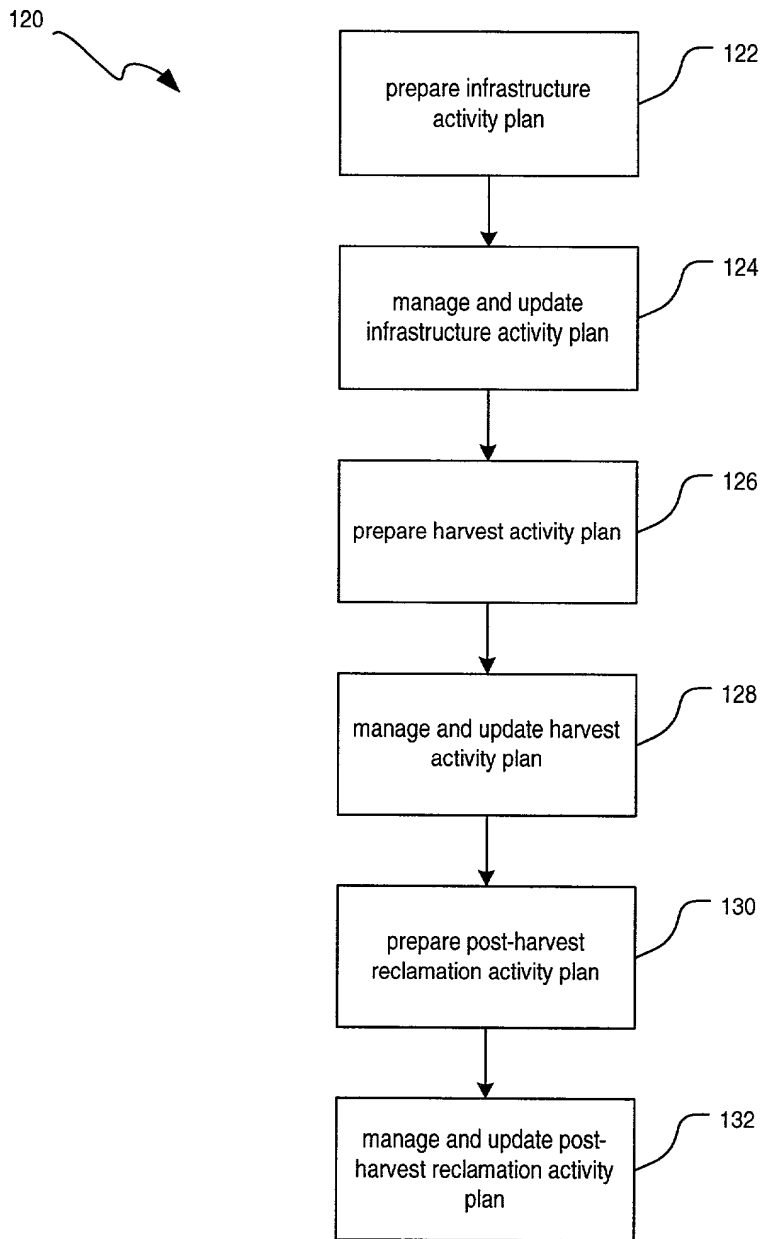 120
122
prepare infrastructure
activity plan
124
manage and update
infrastructure activity plan
126
prepare harvest activity plan
128
manage and update harvest
activity plan
130
prepare post-harvest
reclamation activity plan
132
manage and update post-
harvest reclamation activity
plan